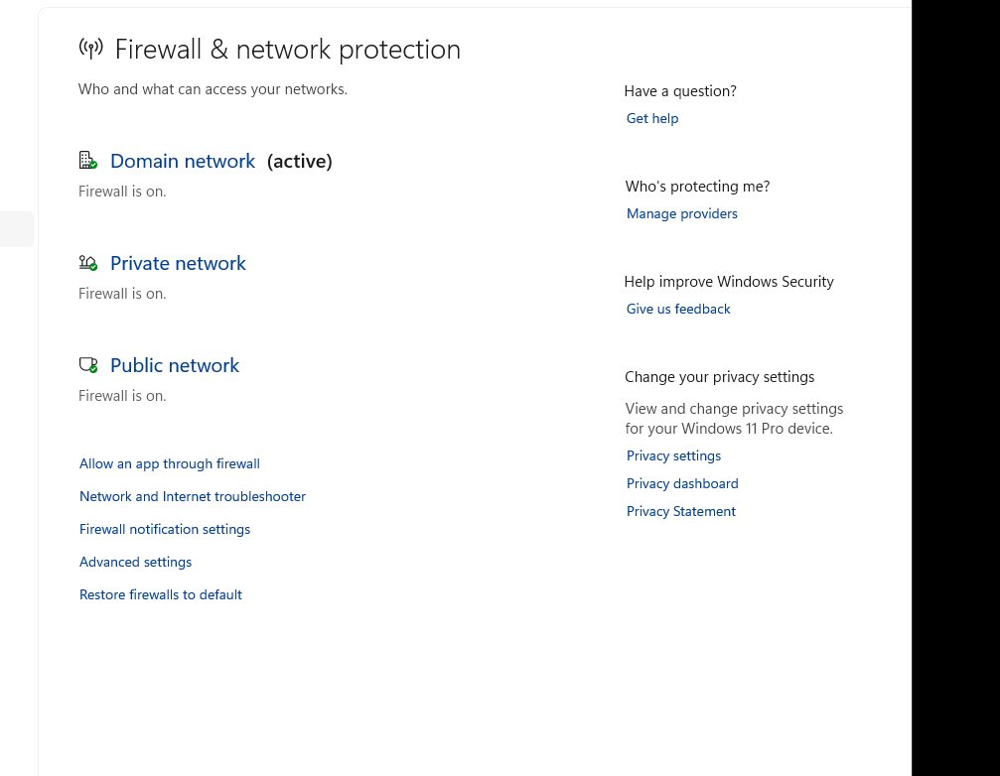 Firewall & network protection
Who and what can access your networks.
Domain network (active)
Firewall is on.
Private network
Firewall is on.
Public network
Firewall is on.
Allow an app through firewall
Network and Internet troubleshooter
Firewall notification settings
Advanced settings
Restore firewalls to default
Have a question?
Get help
Who's protecting me?
Manage providers
Help improve Windows Security
Give us feedback
Change your privacy settings
View and change privacy settings
for your Windows 11 Pro device.
Privacy settings
Privacy dashboard
Privacy Statement